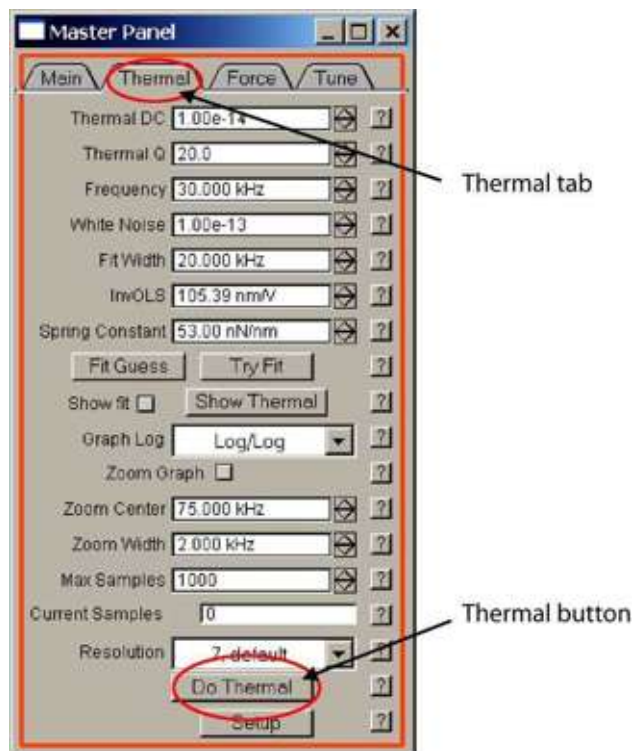 Master Panel
Main Thermal Force Tune
Thermal DC 1.00e-14 ?
Thermal Q 20.0 ?
Frequency 30.000 kHz ?
White Noise 1.00e-13 ?
Fit Width 20.000 kHz ?
InvOLS 105.39 nm/V ?
Spring Constant 53.00 nN/nm ?
Fit Guess Try Fit ?
Show fit Show Thermal ?
Graph Log Log/Log ?
Zoom Graph ?
Zoom Center 75.000 kHz ?
Zoom Width 2.000 kHz ?
Max Samples 1000 ?
Current Samples 0 ?
Resolution 7, default ?
Do Thermal ?
Setup ?
Thermal tab
Thermal button